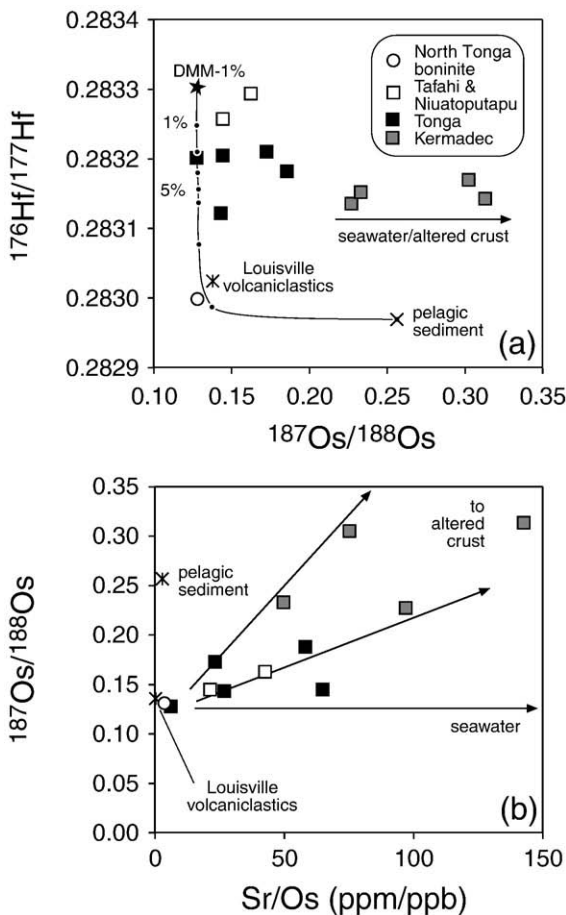 0.2834
DMM-1%
0.2833
1%
0.2832
5%
0.2831
0.2830
0.2829
¹⁷⁶Hf/¹⁷⁷Hf
North Tonga
boninite
Tafahi &
Niuatoputapu
Tonga
Kermadec
seawater/altered crust
Louisville
volcaniclastics
pelagic
sediment
(a)
0.10 0.15 0.20 0.25 0.30 0.35
¹⁸⁷Os/¹⁸⁸Os
0.35
0.30
0.25
0.20
0.15
0.10
0.05
0.00
¹⁸⁷Os/¹⁸⁸Os
to
altered
crust
pelagic
sediment
seawater
Louisville
volcaniclastics
(b)
0 50 100 150
Sr/Os (ppm/ppb)